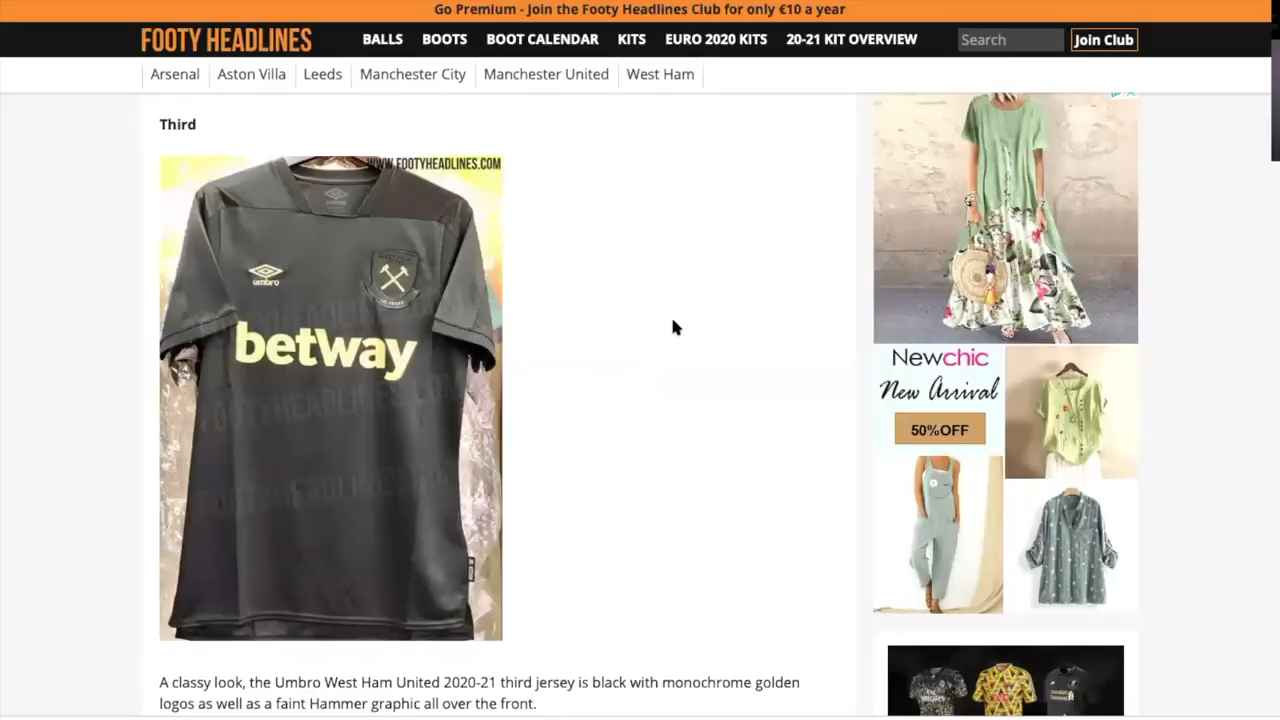 Go Premium - Join the Footy Headlines Club for only €10 a year
FOOTY HEADLINES
BALLS BOOTS BOOT CALENDAR KITS EURO 2020 KITS 20-21 KIT OVERVIEW Search Join Club
Arsenal Aston Villa Leeds Manchester City Manchester United West Ham
Third
WWW.FOOTYHEADLINES.COM
umbro
betway
FOOTYHEADLINES.COM
Newchic
New Arrival
50%OFF
A classy look, the Umbro West Ham United 2020-21 third jersey is black with monochrome golden
logos as well as a faint Hammer graphic all over the front.